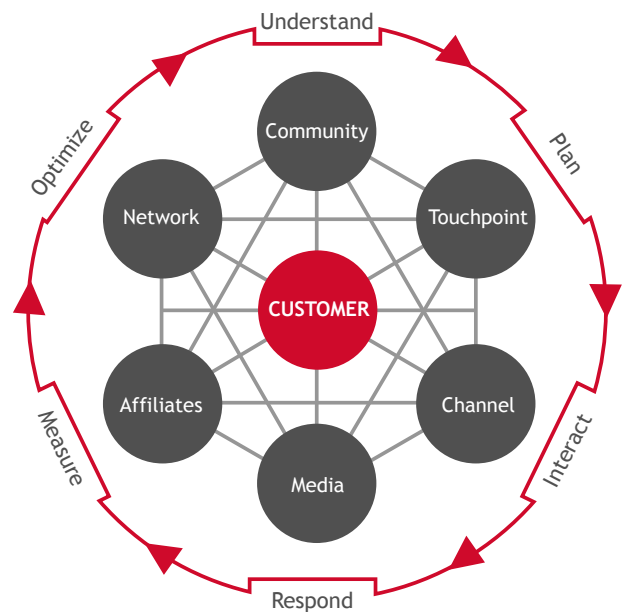 Understand
Plan
Interact
Respond
Measure
Optimize
Community
Network
Touchpoint
CUSTOMER
Affiliates
Channel
Media